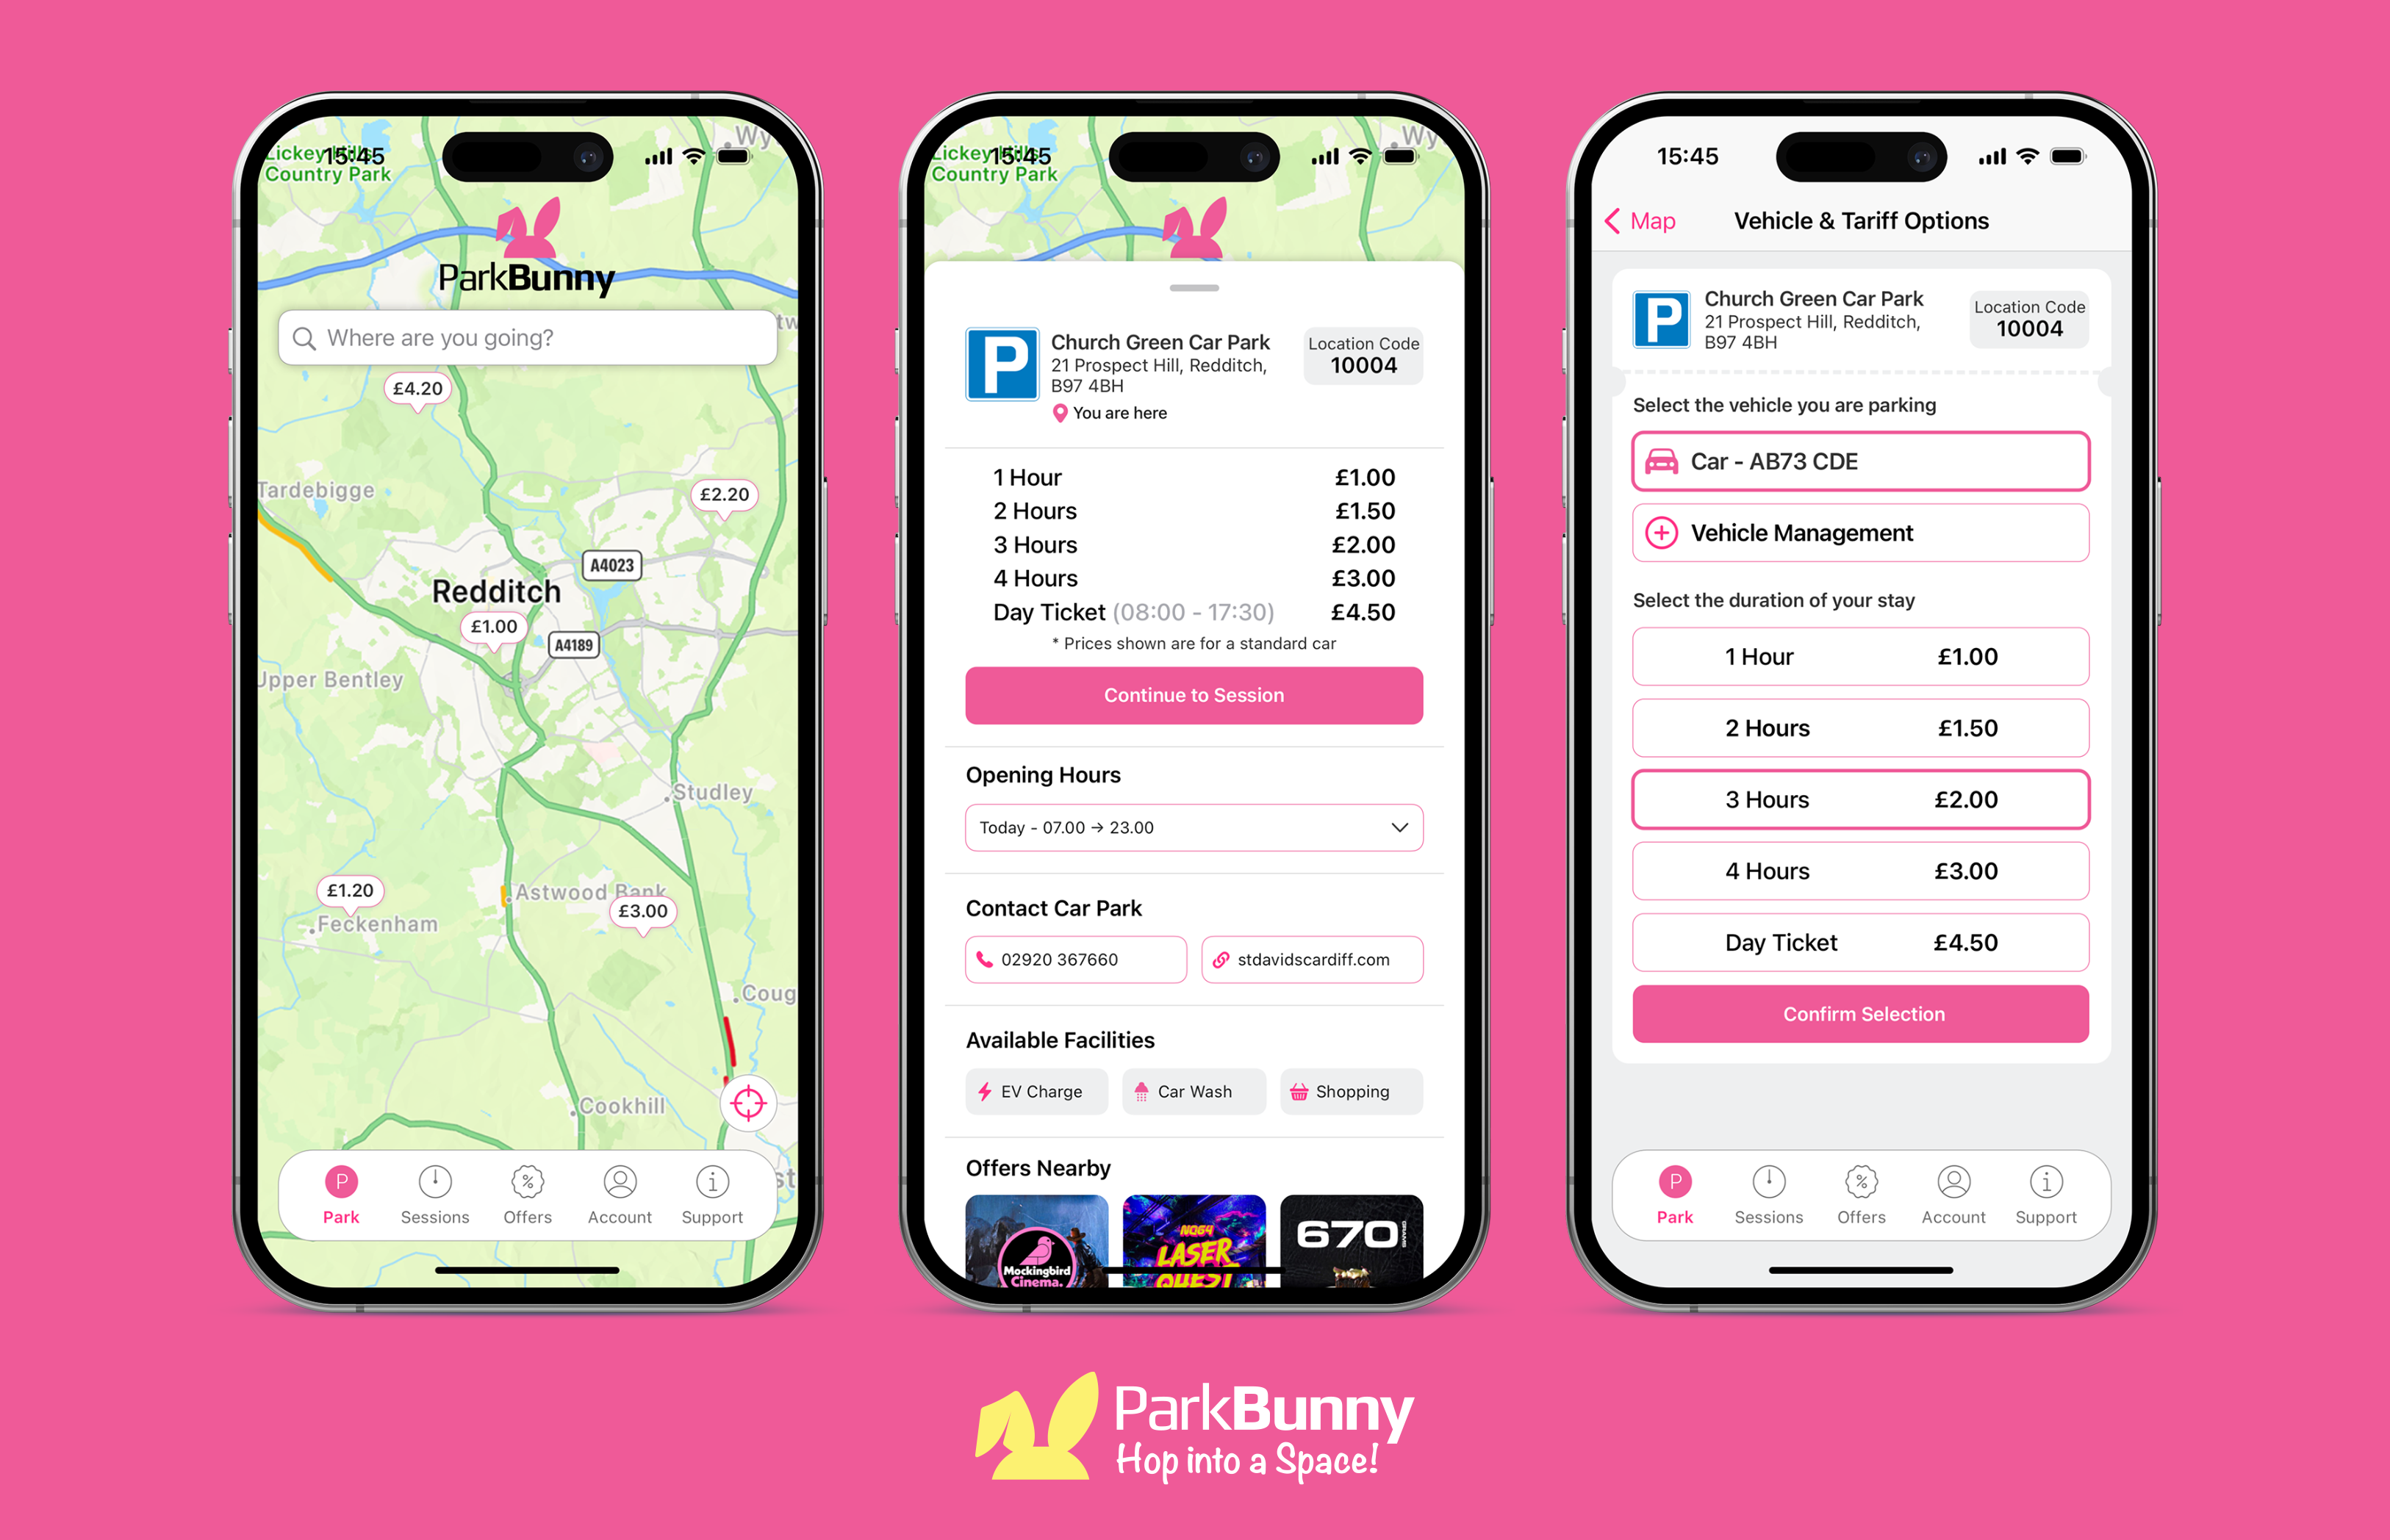 Wy
Lickey Hills
15:45
Country Park
ParkBunny
tw
Where are you going?
£4.20
Tardebigge
£2.20
A4023
Redditch
£1.00
A4189
Upper Bentley
Studley
£1.20
Astwood Bank
£3.00
Feckenham
Coug
Cookhill
st
P
%
i
Park
Sessions
Offers
Account
Support
Wy
Lickey Hills
15:45
Country Park
P
Church Green Car Park
21 Prospect Hill, Redditch,
B97 4BH
You are here
Location Code
10004
1 Hour £1.00
2 Hours £1.50
3 Hours £2.00
4 Hours £3.00
Day Ticket (08:00 - 17:30) £4.50
* Prices shown are for a standard car
Continue to Session
Opening Hours
Today - 07.00 → 23.00
Contact Car Park
02920 367660
stdavidscardiff.com
Available Facilities
EV Charge
Car Wash
Shopping
Offers Nearby
Mockingbird
Cinema.
NQ64
LASER
QUEST
670
GRAMS
15:45
Map
Vehicle & Tariff Options
P
Church Green Car Park
21 Prospect Hill, Redditch,
B97 4BH
Location Code
10004
Select the vehicle you are parking
Car - AB73 CDE
Vehicle Management
Select the duration of your stay
1 Hour £1.00
2 Hours £1.50
3 Hours £2.00
4 Hours £3.00
Day Ticket £4.50
Confirm Selection
P
%
i
Park
Sessions
Offers
Account
Support
ParkBunny
Hop into a Space!